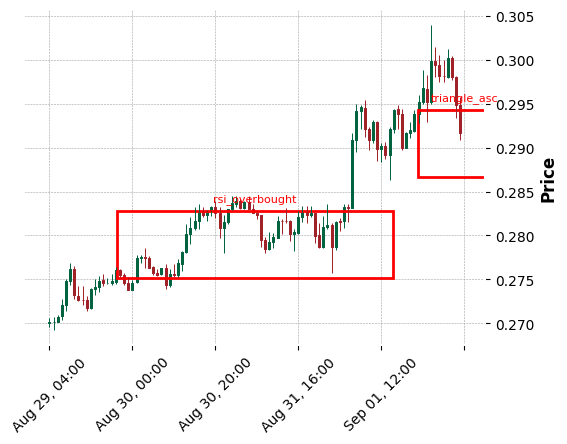 0.305
0.300
triangle_asc
0.295
0.290
Price
rsi_overbought
0.285
0.280
0.275
0.270
Aug 29, 04:00
Aug 30, 00:00
Aug 30, 20:00
Aug 31, 16:00
Sep 01, 12:00